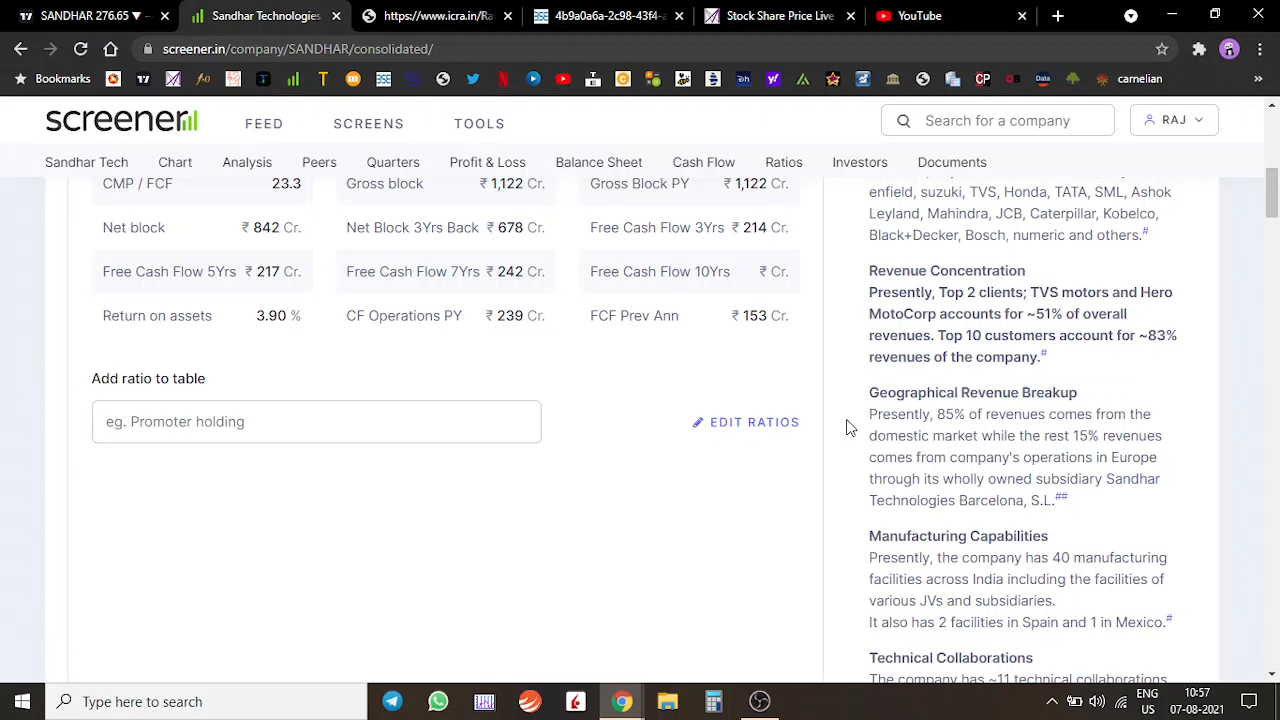 SANDHAR 276.65 ▼
Sandhar Technologies
https://www.icra.in/Ra
4b9a0a6a-2c98-43f4-a
Stock Share Price Live
YouTube
screener.in/company/SANDHAR/consolidated/
Bookmarks
carnelian
screener
FEED
SCREENS
TOOLS
Search for a company
RAJ
Sandhar Tech
Chart
Analysis
Peers
Quarters
Profit & Loss
Balance Sheet
Cash Flow
Ratios
Investors
Documents
CMP / FCF 23.3
Gross block ₹ 1,122 Cr.
Gross Block PY ₹ 1,122 Cr.
Net block ₹ 842 Cr.
Net Block 3Yrs Back ₹ 678 Cr.
Free Cash Flow 3Yrs ₹ 214 Cr.
Free Cash Flow 5Yrs ₹ 217 Cr.
Free Cash Flow 7Yrs ₹ 242 Cr.
Free Cash Flow 10Yrs ₹ Cr.
Return on assets 3.90 %
CF Operations PY ₹ 239 Cr.
FCF Prev Ann ₹ 153 Cr.
Add ratio to table
eg. Promoter holding
EDIT RATIOS
enfield, suzuki, TVS, Honda, TATA, SML, Ashok
Leyland, Mahindra, JCB, Caterpillar, Kobelco,
Black+Decker, Bosch, numeric and others.#
Revenue Concentration
Presently, Top 2 clients; TVS motors and Hero
MotoCorp accounts for ~51% of overall
revenues. Top 10 customers account for ~83%
revenues of the company.#
Geographical Revenue Breakup
Presently, 85% of revenues comes from the
domestic market while the rest 15% revenues
comes from company's operations in Europe
through its wholly owned subsidiary Sandhar
Technologies Barcelona, S.L.##
Manufacturing Capabilities
Presently, the company has 40 manufacturing
facilities across India including the facilities of
various JVs and subsidiaries.
It also has 2 facilities in Spain and 1 in Mexico.#
Technical Collaborations
The company has ~11 technical collaborations
Type here to search
ENG
US
10:57
07-08-2021